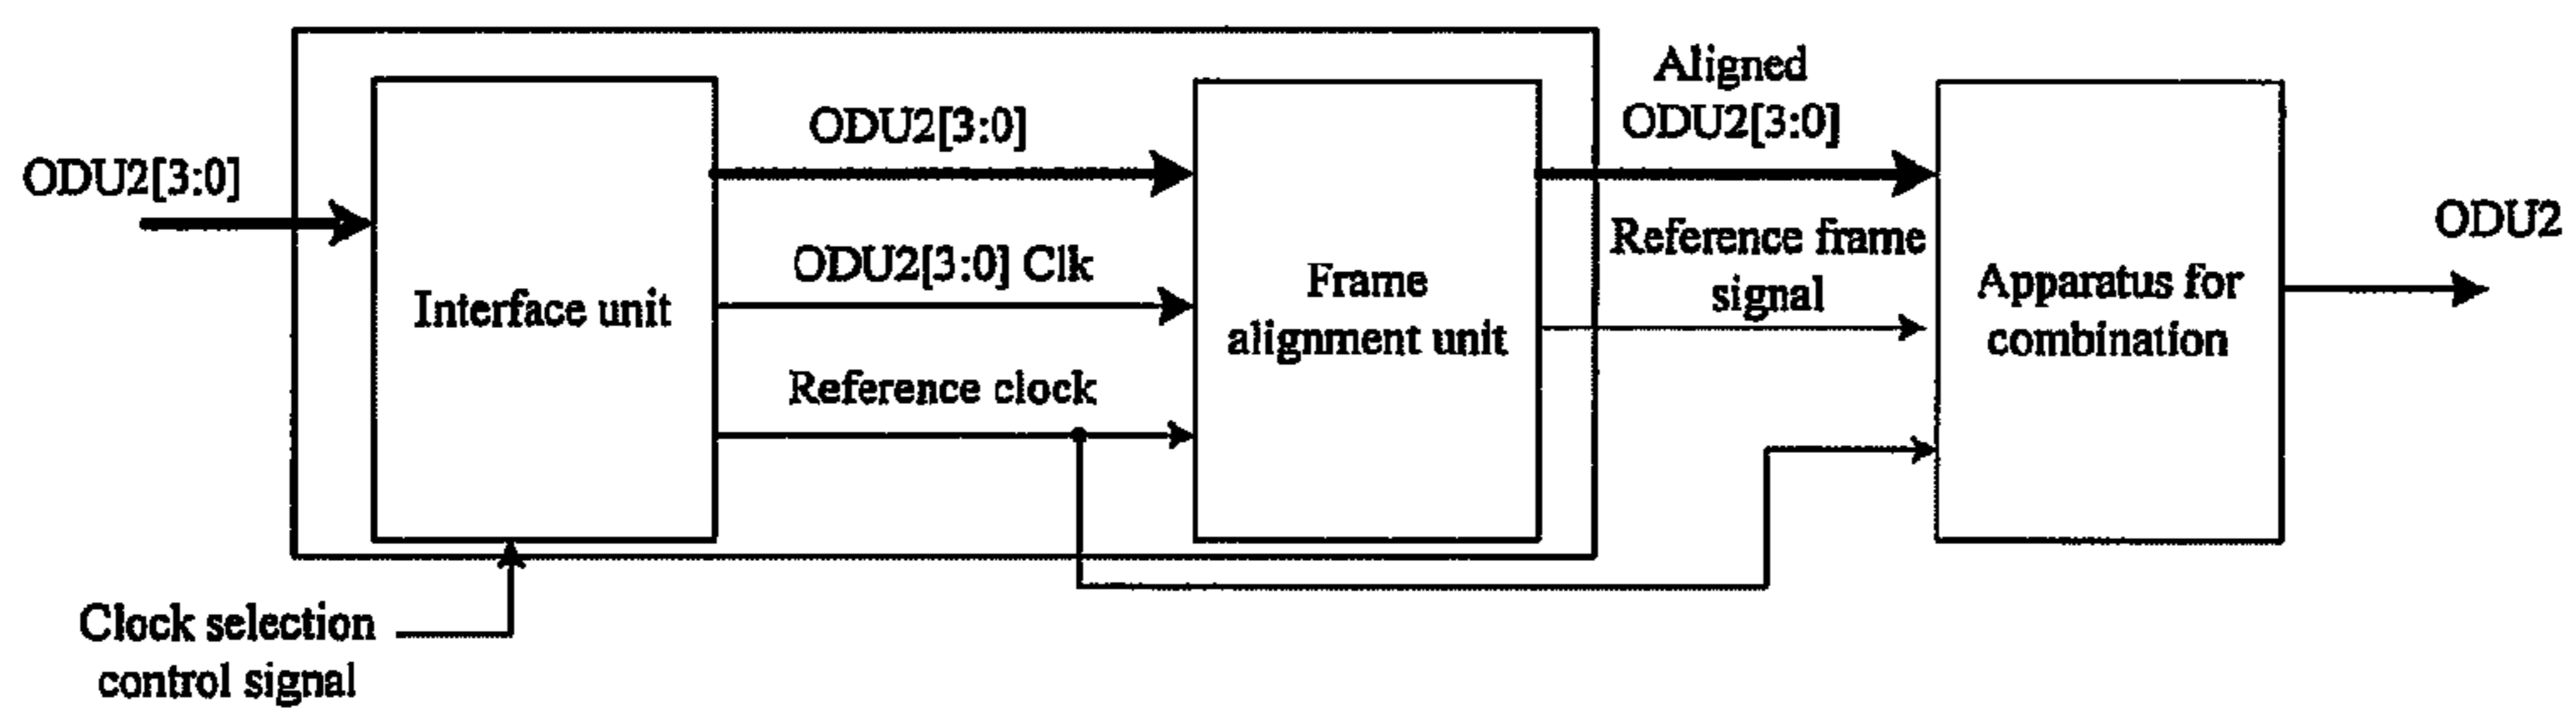 ODU2[3:0]
Interface unit
Clock selection
control signal
ODU2[3:0]
ODU2[3:0] Clk
Reference clock
Frame
alignment unit
Aligned
ODU2[3:0]
Reference frame
signal
Apparatus for
combination
ODU2